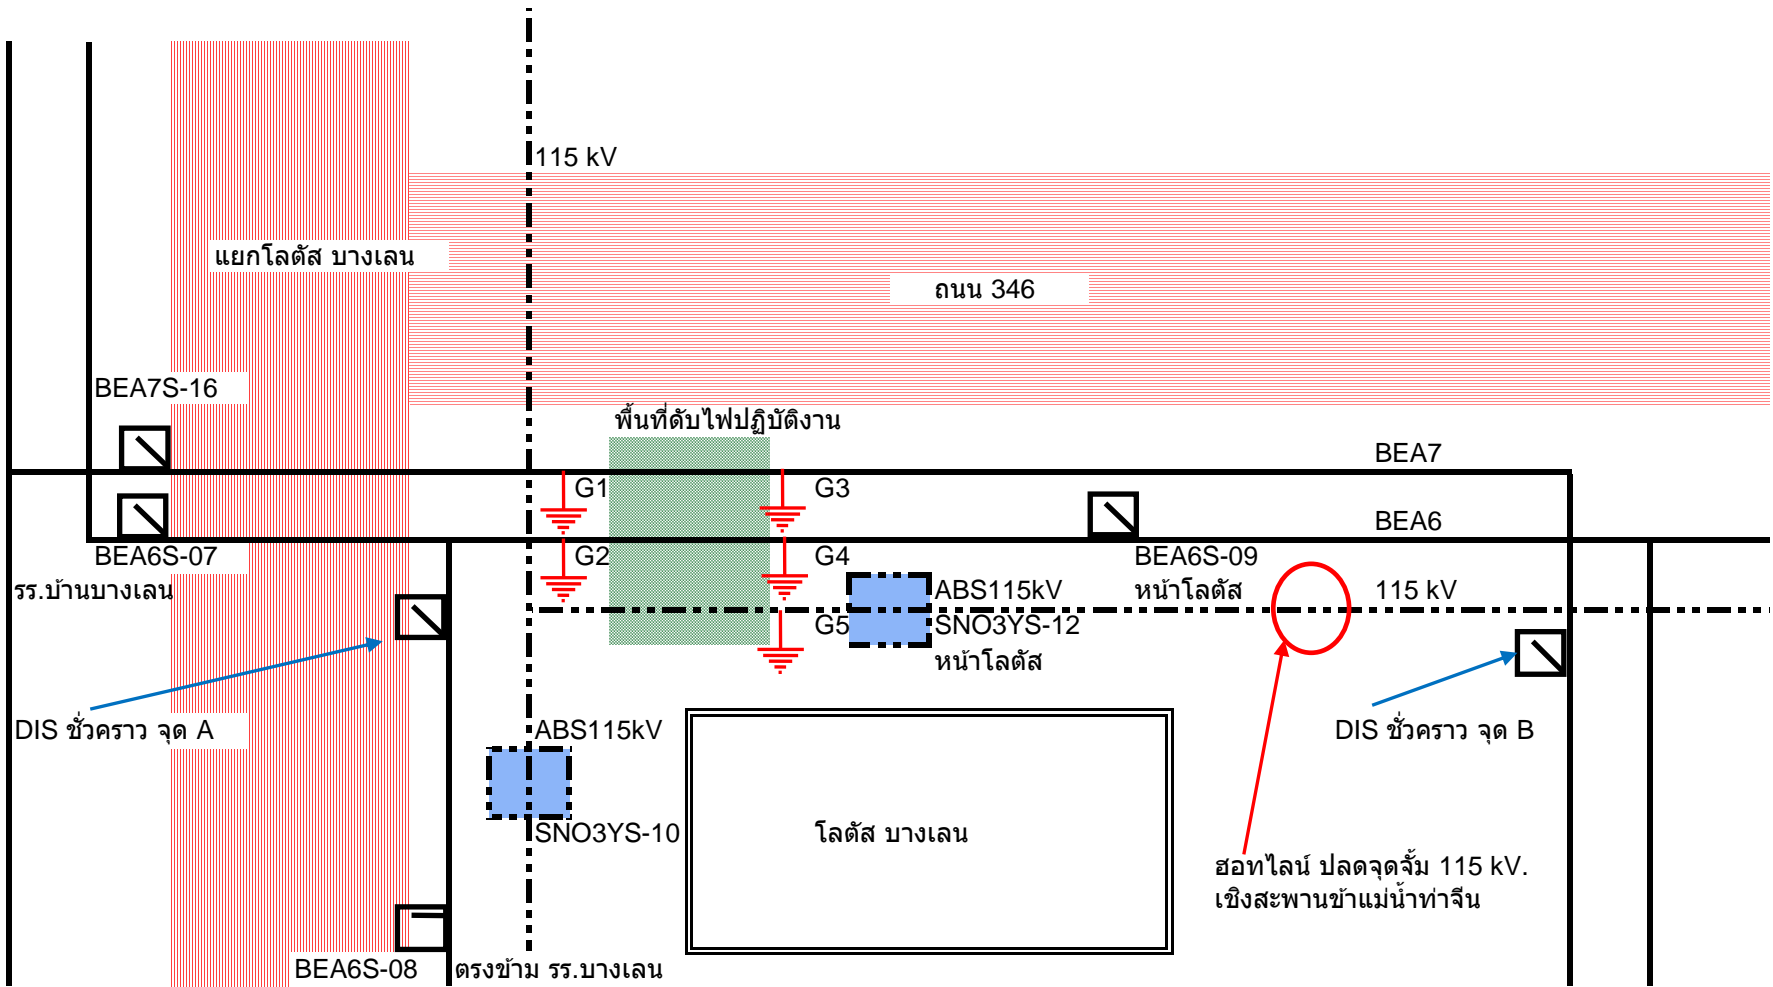 115 kV
แยกโลตัส บางเลน
ถนน 346
BEA7S-16
พื้นที่ดับไฟปฏิบัติงาน
BEA7
G1
G3
BEA6
BEA6S-07
G2
G4
BEA6S-09
รร.บ้านบางเลน
ABS115kV
หน้าโลตัส
115 kV
G5
SNO3YS-12
หน้าโลตัส
DIS ชั่วคราว จุด A
ABS115kV
DIS ชั่วคราว จุด B
SNO3YS-10
โลตัส บางเลน
ฮอทไลน์ ปลดจุดจั้ม 115 kV.
เชิงสะพานข้าแม่น้ำท่าจีน
BEA6S-08
ตรงข้าม รร.บางเลน